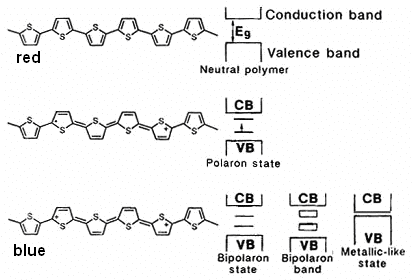 S S S S S S
Conduction band
Eg
Valence band
red
Neutral polymer
S S S S S S
CB
VB
Polaron state
S S S S S S
CB CB CB
VB VB VB
blue
Bipolaron state
Bipolaron band
Metallic-like state